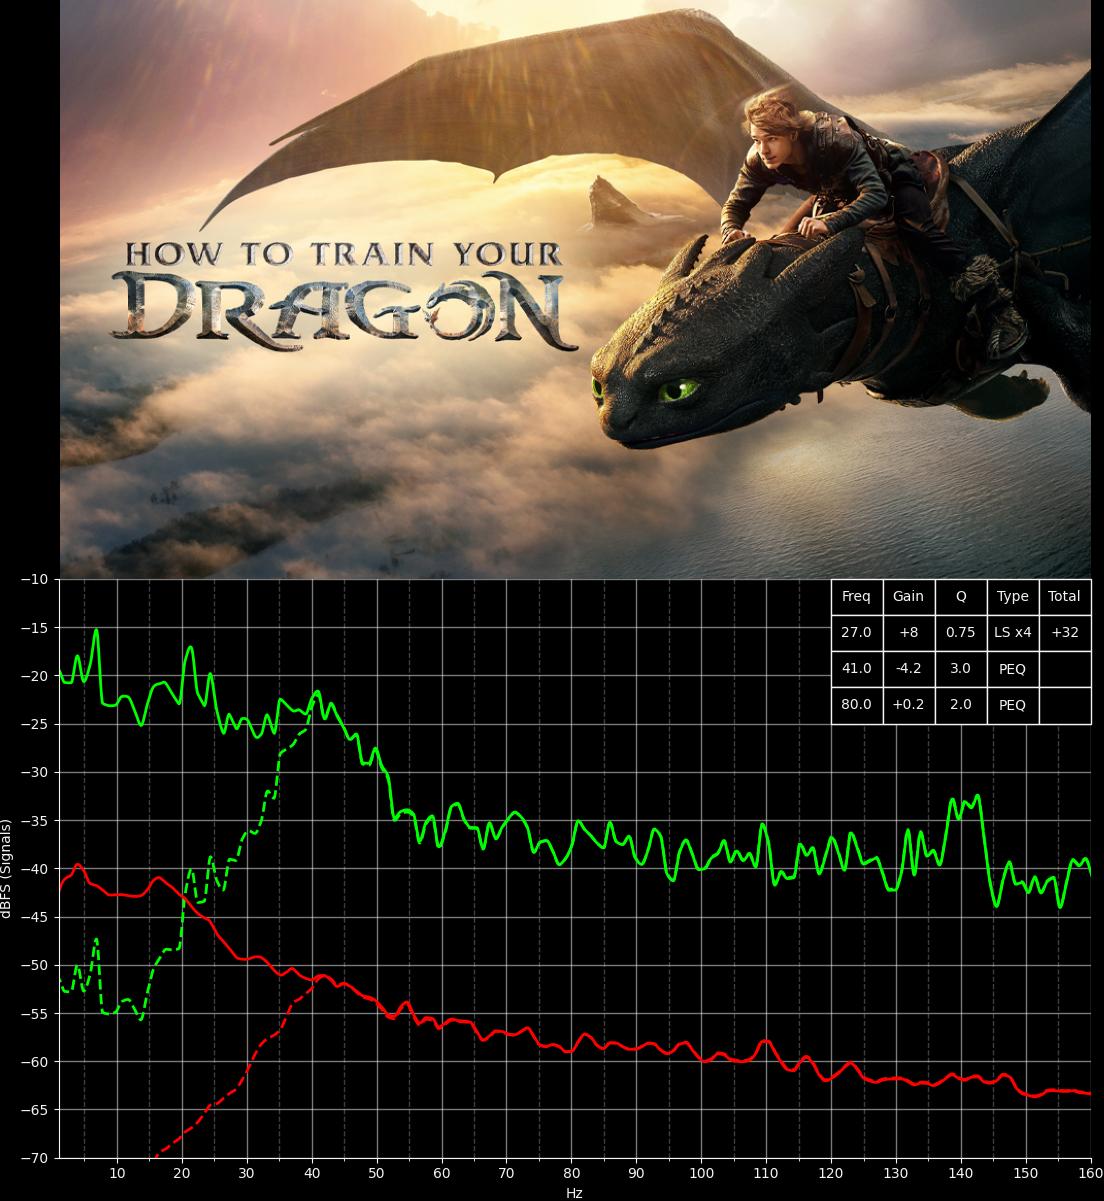 HOW TO TRAIN YOUR
DRAGON
−10
−15
−20
−25
−30
−35
−40
−45
−50
−55
−60
−65
−70
dBFS (Signals)
Freq Gain Q Type Total
27.0 +8 0.75 LS x4 +32
41.0 -4.2 3.0 PEQ
80.0 +0.2 2.0 PEQ
10 20 30 40 50 60 70 80 90 100 110 120 130 140 150 160
Hz